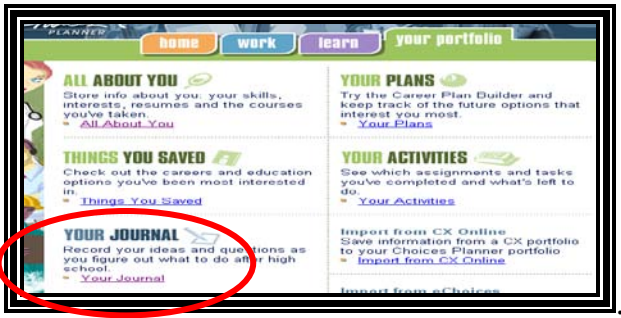 PLANNER
home work learn your portfolio
ALL ABOUT YOU
Store info about you: your skills,
interests, resumes and the courses
you've taken.
All About You
THINGS YOU SAVED
Check out the careers and education
options you've been most interested
in.
Things You Saved
YOUR JOURNAL
Record your ideas and questions as
you figure out what to do after high
school.
Your Journal
YOUR PLANS
Try the Career Plan Builder and
keep track of the future options that
interest you most.
Your Plans
YOUR ACTIVITIES
See which assignments and tasks
you've completed and what's left to
do.
Your Activities
Import from CX Online
Save information from a CX portfolio
to your Choices Planner portfolio
Import from CX Online
Import from eChoices
.